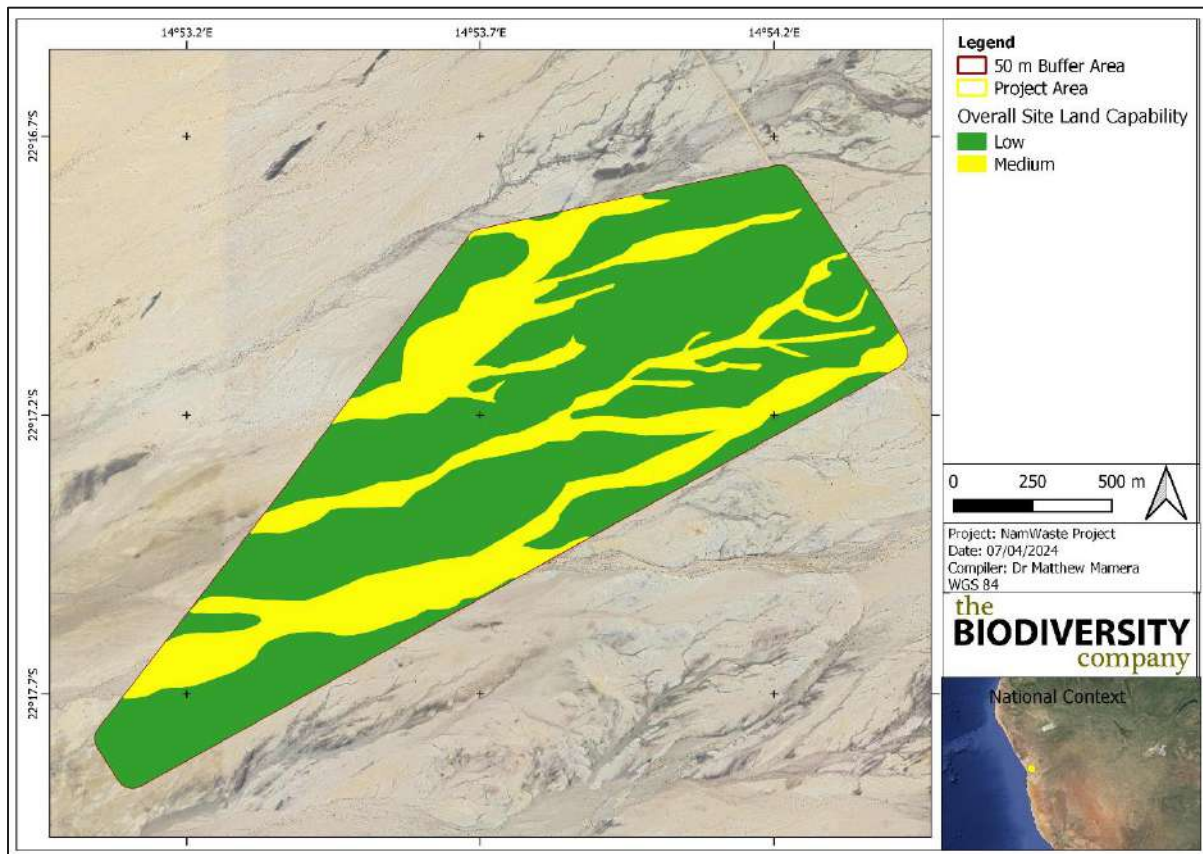 14°53.2'E
14°53.7'E
14°54.2'E
22°16.7'S
22°17.2'S
22°17.7'S
Legend
50 m Buffer Area
Project Area
Overall Site Land Capability
Low
Medium
0 250 500 m
Project: NamWaste Project
Date: 07/04/2024
Compiler: Dr Matthew Mamera
WGS 84
the
BIODIVERSITY
company
National Context